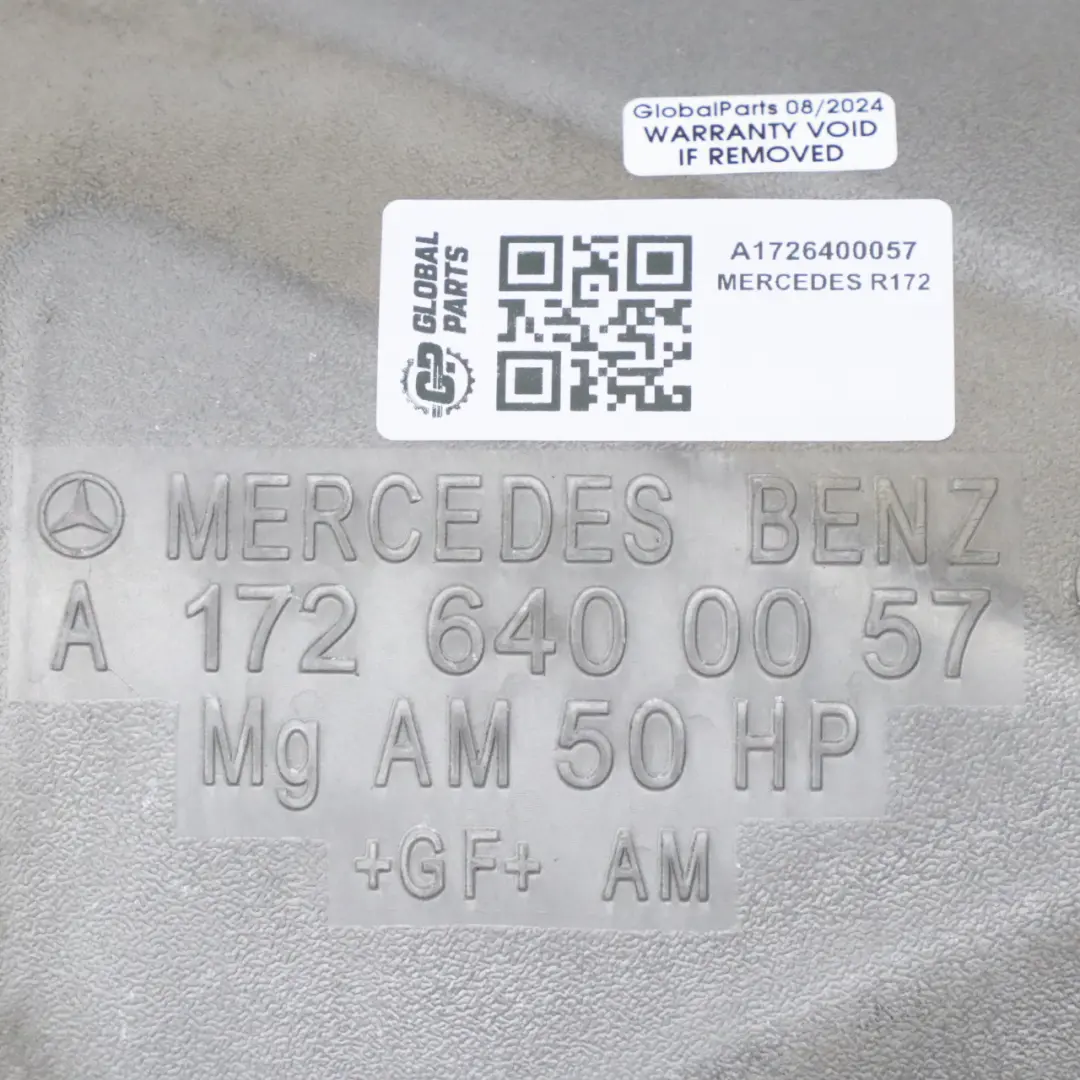 GlobalParts 08/2024
WARRANTY VOID
IF REMOVED
GLOBAL
PARTS
GP
A1726400057
MERCEDES R172
MERCEDES BENZ
A 172 640 00 57
Mg AM 50 HP
+GF+ AM